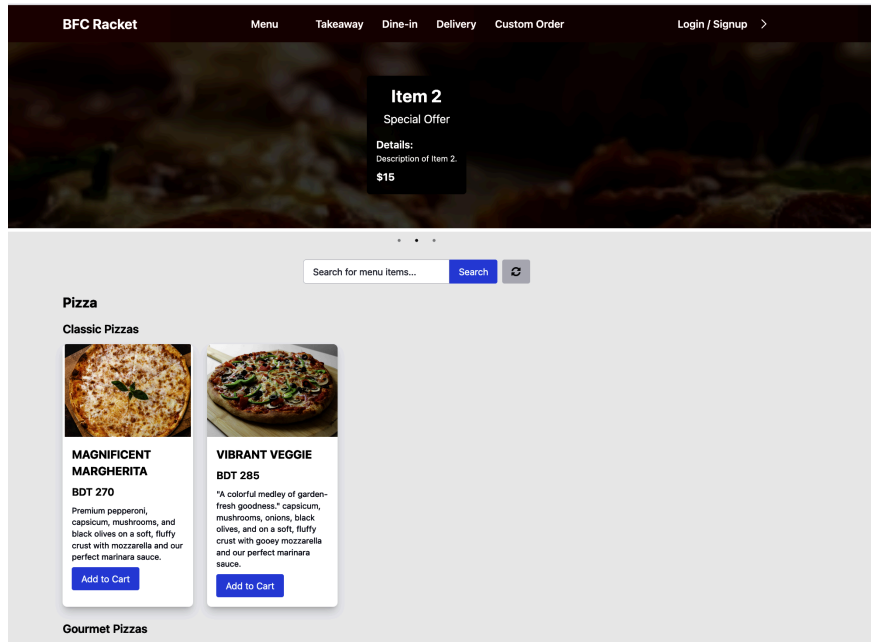 BFC Racket Menu Takeaway Dine-in Delivery Custom Order Login / Signup
Item 2
Special Offer
Details:
Description of Item 2.
$15
Search for menu items... Search
Pizza
Classic Pizzas
MAGNIFICENT
MARGHERITA
BDT 270
Premium pepperoni,
capsicum, mushrooms, and
black olives on a soft, fluffy
crust with mozzarella and our
perfect marinara sauce.
Add to Cart
VIBRANT VEGGIE
BDT 285
"A colorful medley of garden-
fresh goodness." capsicum,
mushrooms, onions, black
olives, and on a soft, fluffy
crust with gooey mozzarella
and our perfect marinara
sauce.
Add to Cart
Gourmet Pizzas